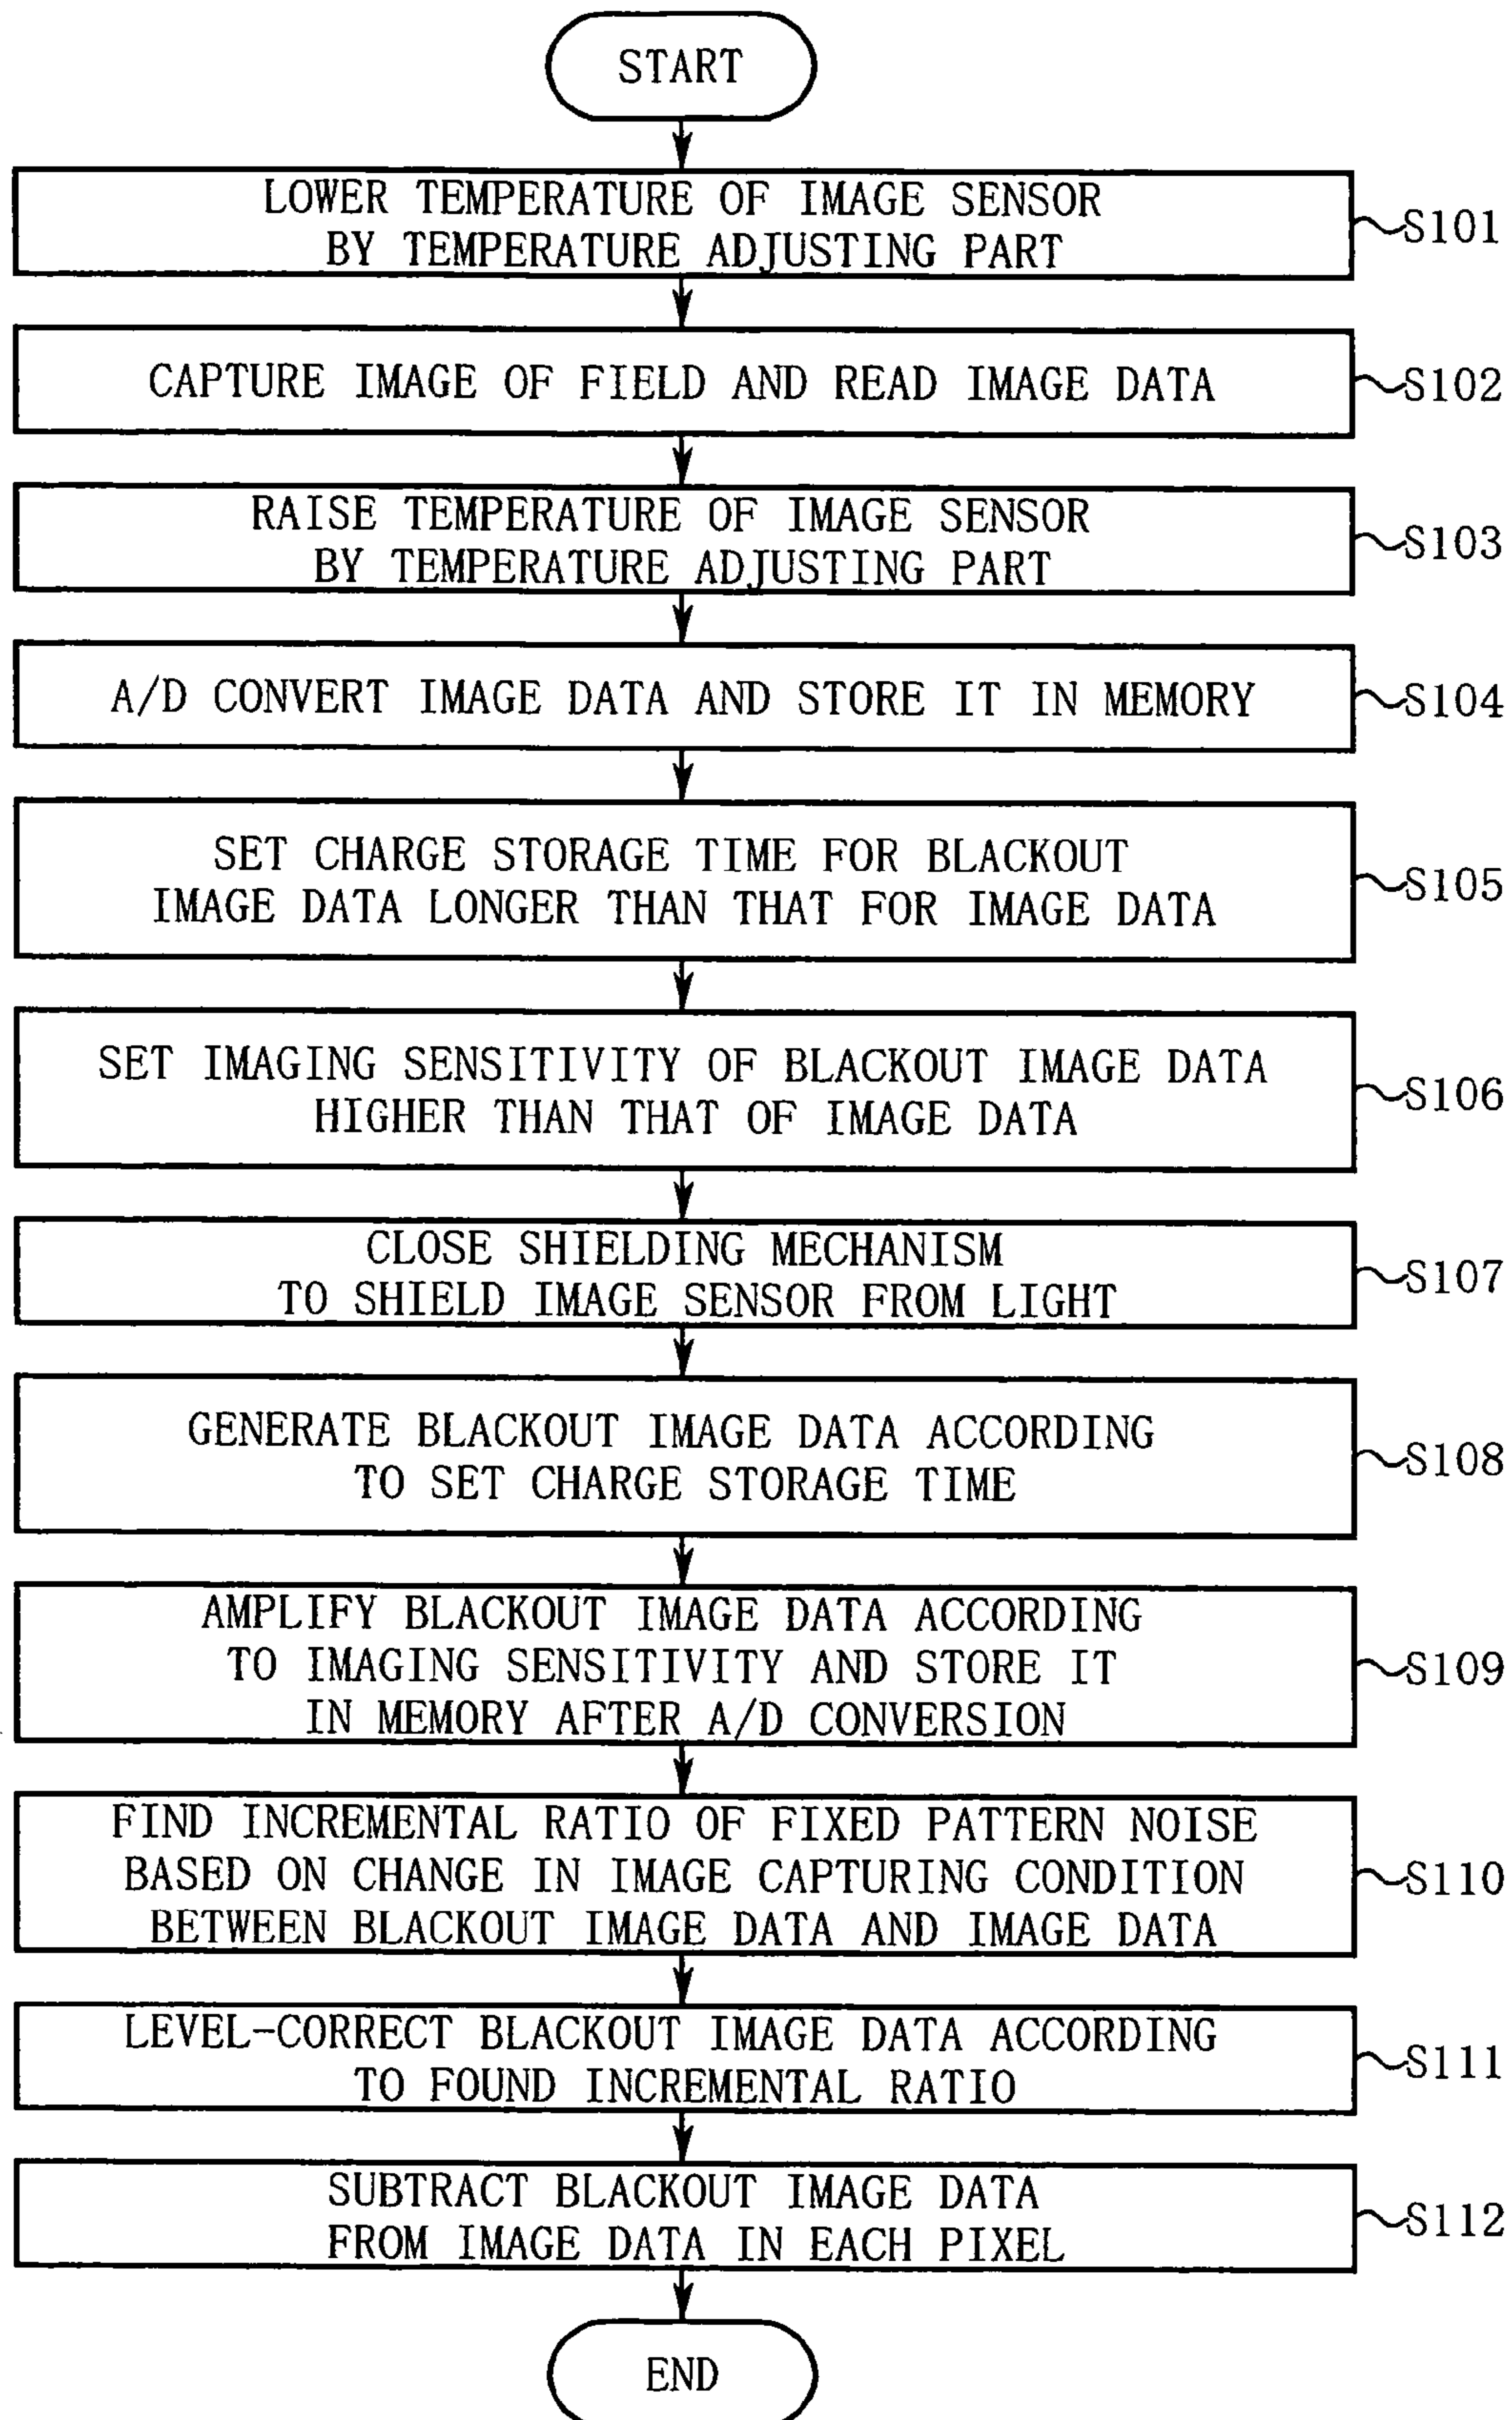 START
LOWER TEMPERATURE OF IMAGE SENSOR
BY TEMPERATURE ADJUSTING PART
S101
CAPTURE IMAGE OF FIELD AND READ IMAGE DATA
S102
RAISE TEMPERATURE OF IMAGE SENSOR
BY TEMPERATURE ADJUSTING PART
S103
A/D CONVERT IMAGE DATA AND STORE IT IN MEMORY
S104
SET CHARGE STORAGE TIME FOR BLACKOUT
IMAGE DATA LONGER THAN THAT FOR IMAGE DATA
S105
SET IMAGING SENSITIVITY OF BLACKOUT IMAGE DATA
HIGHER THAN THAT OF IMAGE DATA
S106
CLOSE SHIELDING MECHANISM
TO SHIELD IMAGE SENSOR FROM LIGHT
S107
GENERATE BLACKOUT IMAGE DATA ACCORDING
TO SET CHARGE STORAGE TIME
S108
AMPLIFY BLACKOUT IMAGE DATA ACCORDING
TO IMAGING SENSITIVITY AND STORE IT
IN MEMORY AFTER A/D CONVERSION
S109
FIND INCREMENTAL RATIO OF FIXED PATTERN NOISE
BASED ON CHANGE IN IMAGE CAPTURING CONDITION
BETWEEN BLACKOUT IMAGE DATA AND IMAGE DATA
S110
LEVEL-CORRECT BLACKOUT IMAGE DATA ACCORDING
TO FOUND INCREMENTAL RATIO
S111
SUBTRACT BLACKOUT IMAGE DATA
FROM IMAGE DATA IN EACH PIXEL
S112
END